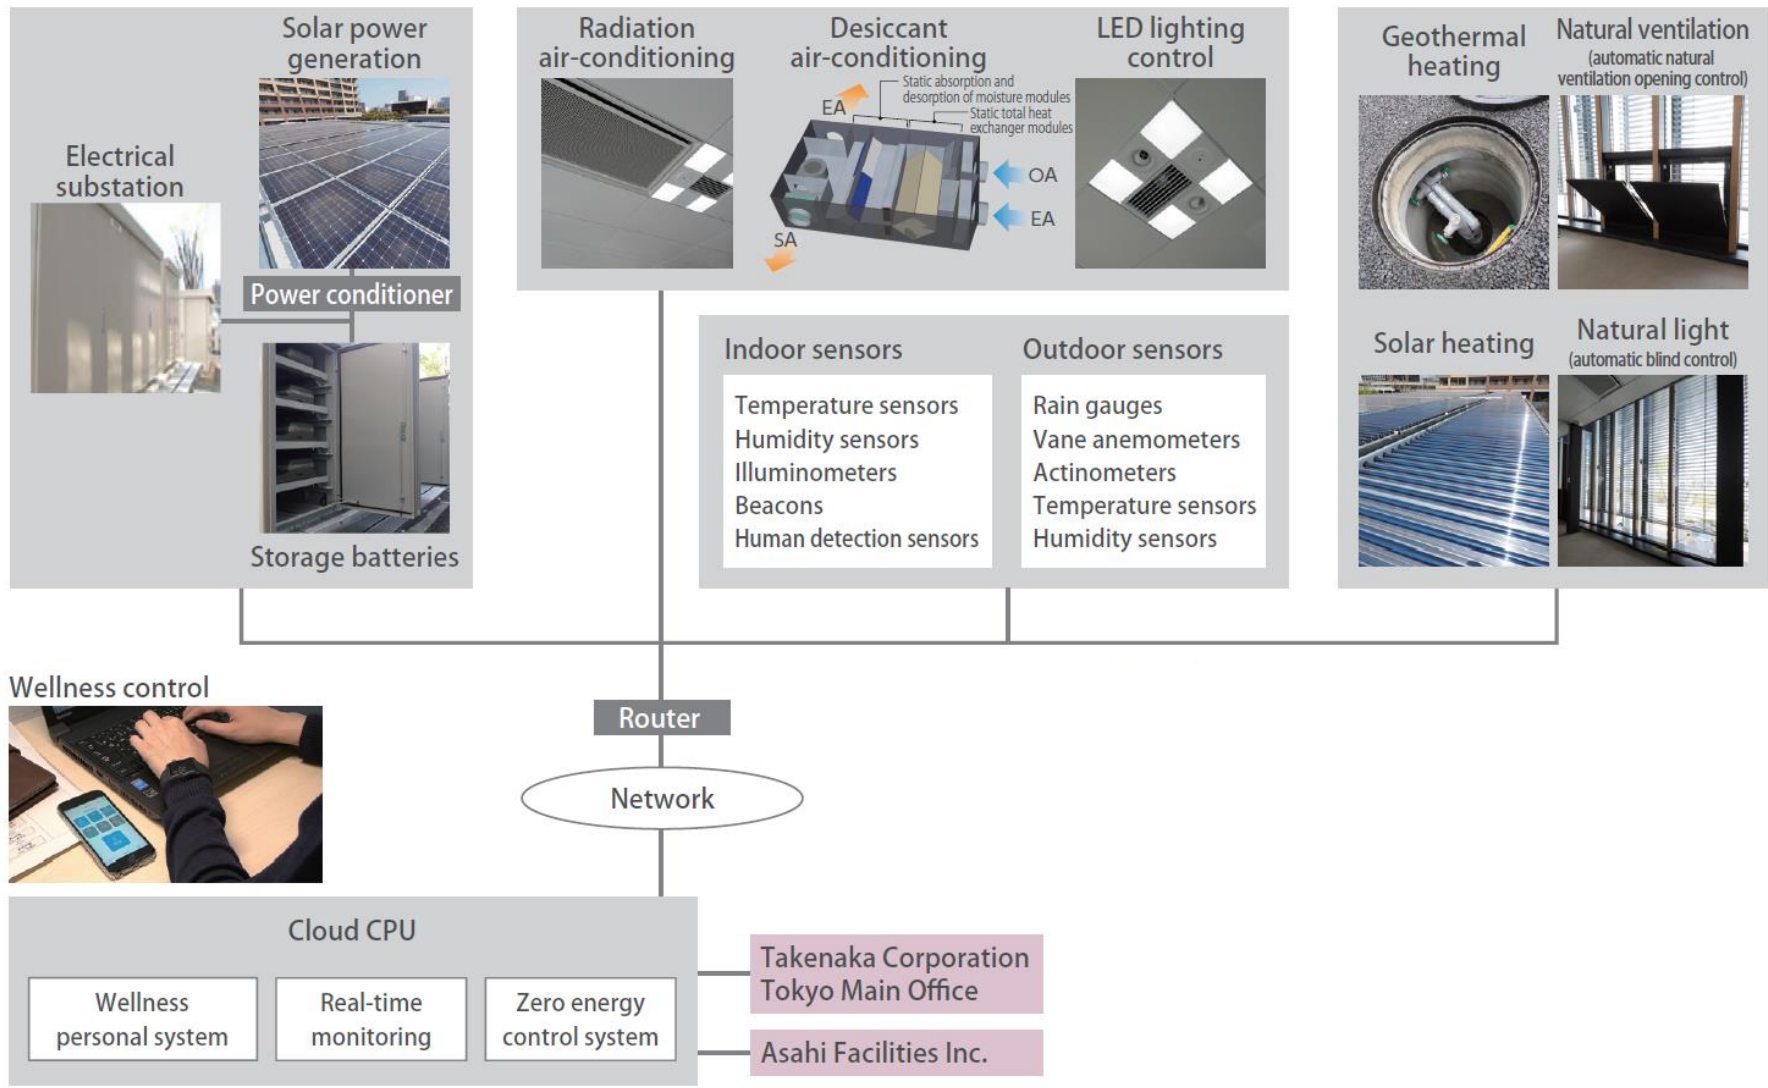 Solar power
generation
Electrical
substation
Power conditioner
Storage batteries
Radiation
air-conditioning
Desiccant
air-conditioning
Static absorption and
desorption of moisture modules
Static total heat
exchanger modules
EA
OA
EA
SA
LED lighting
control
Indoor sensors
Temperature sensors
Humidity sensors
Illuminometers
Beacons
Human detection sensors
Outdoor sensors
Rain gauges
Vane anemometers
Actinometers
Temperature sensors
Humidity sensors
Geothermal
heating
Natural ventilation
(automatic natural
ventilation opening control)
Solar heating
Natural light
(automatic blind control)
Wellness control
Router
Network
Cloud CPU
Wellness
personal system
Real-time
monitoring
Zero energy
control system
Takenaka Corporation
Tokyo Main Office
Asahi Facilities Inc.